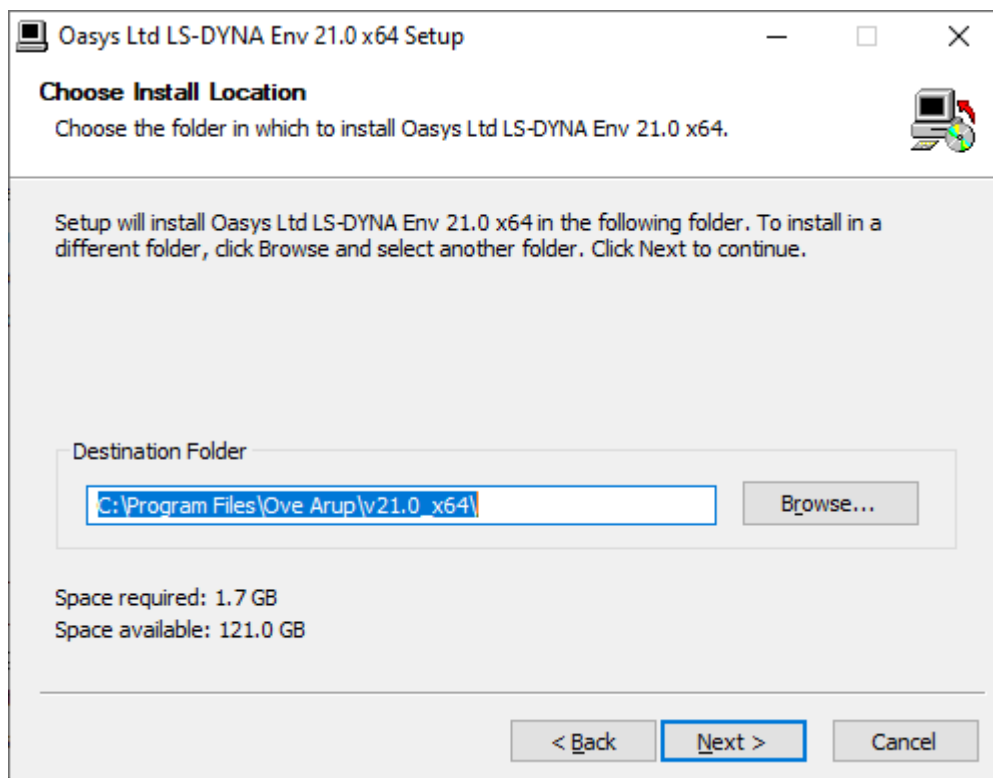 Oasys Ltd LS-DYNA Env 21.0 x64 Setup
Choose Install Location
Choose the folder in which to install Oasys Ltd LS-DYNA Env 21.0 x64.
Setup will install Oasys Ltd LS-DYNA Env 21.0 x64 in the following folder. To install in a
different folder, click Browse and select another folder. Click Next to continue.
Destination Folder
C:\Program Files\Ove Arup\v21.0_x64\
Browse...
Space required: 1.7 GB
Space available: 121.0 GB
< Back
Next >
Cancel